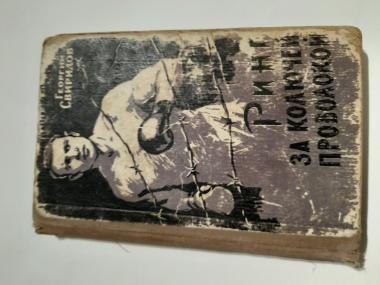 Георгий
Свиридов
Ринг
ЗА КОЛЮЧЕЙ
ПРОВОЛОКОЙ